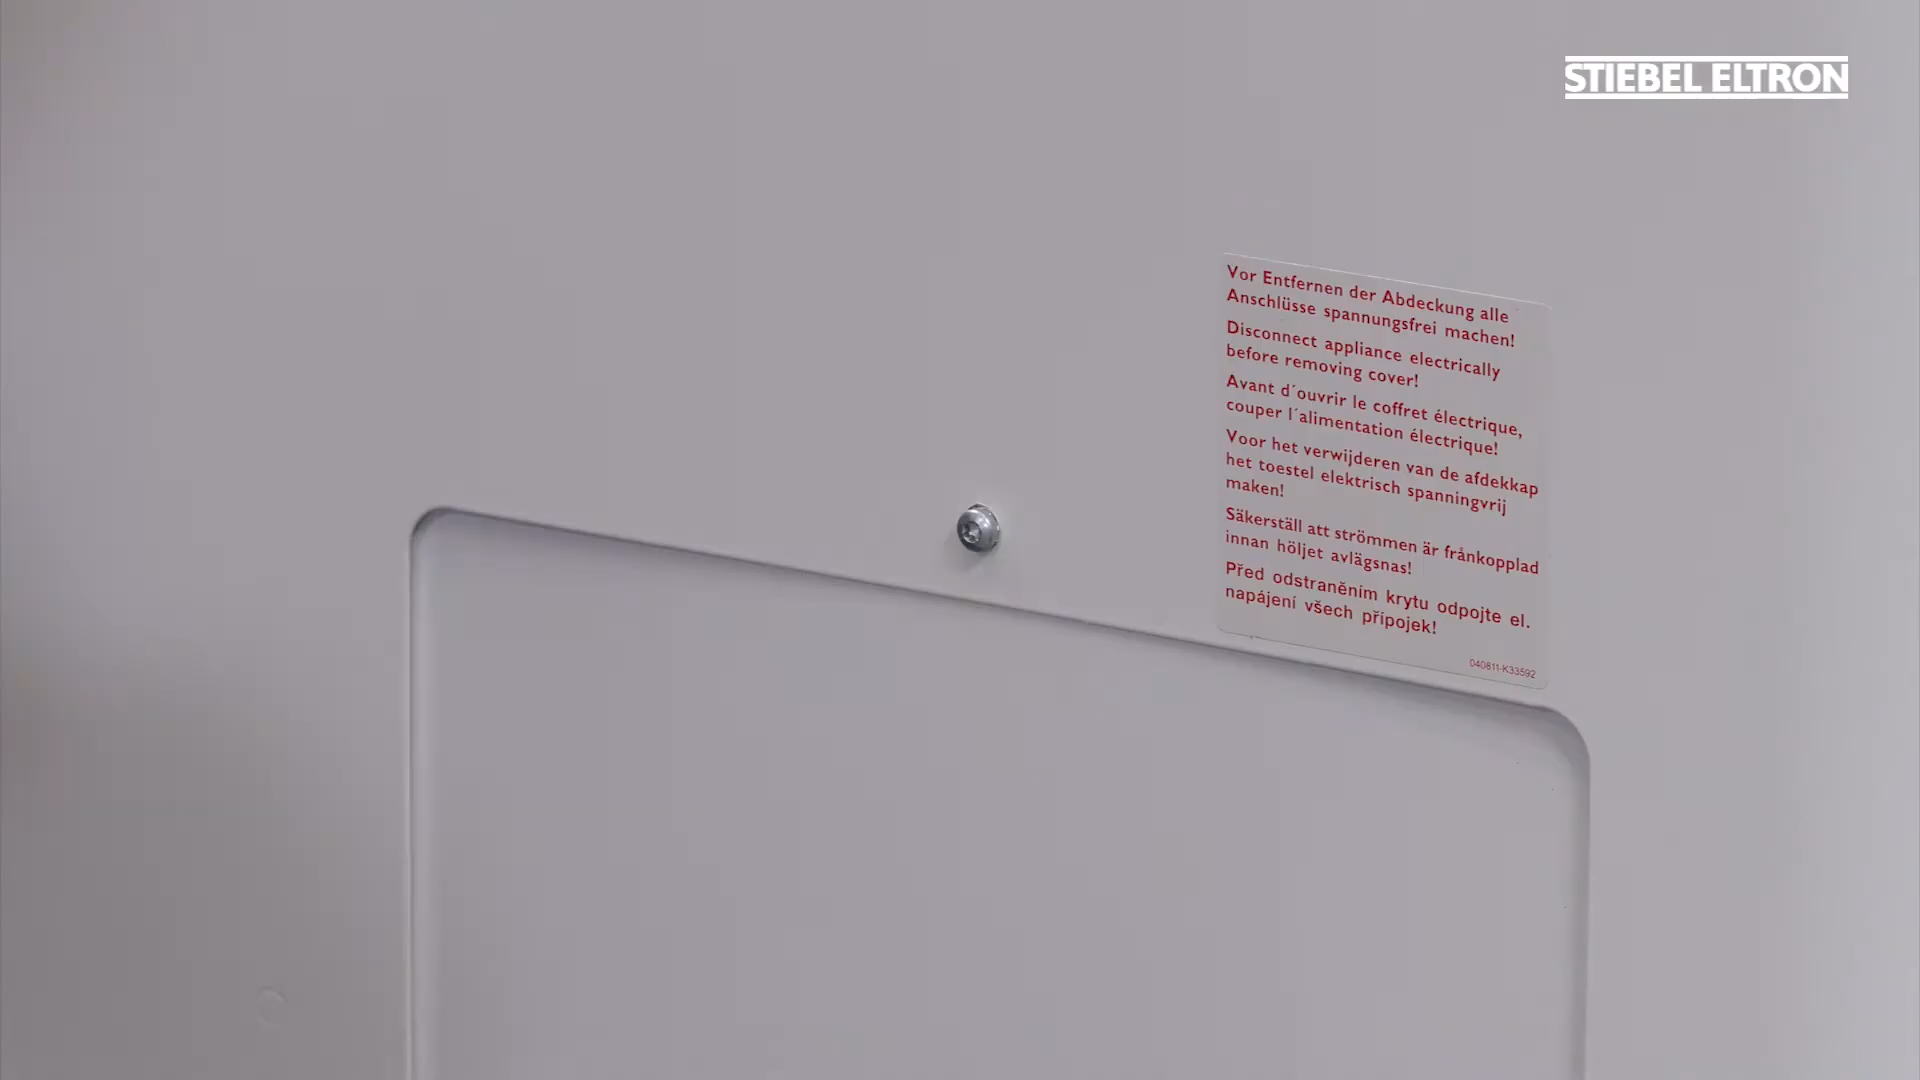 STIEBEL ELTRON
Vor Entfernen der Abdeckung alle
Anschlüsse spannungsfrei machen!
Disconnect appliance electrically
before removing cover!
Avant d´ouvrir le coffret électrique,
couper l´alimentation électrique!
Voor het verwijderen van de afdekkap
het toestel elektrisch spanningvrij
maken!
Säkerställ att strömmen är frånkopplad
innan höljet avlägsnas!
Před odstraněním krytu odpojte el.
napájení všech přípojek!
040811-K33592